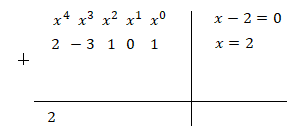 x⁴ x³ x² x¹ x⁰ x − 2 = 0
2 − 3 1 0 1 x = 2
+
2